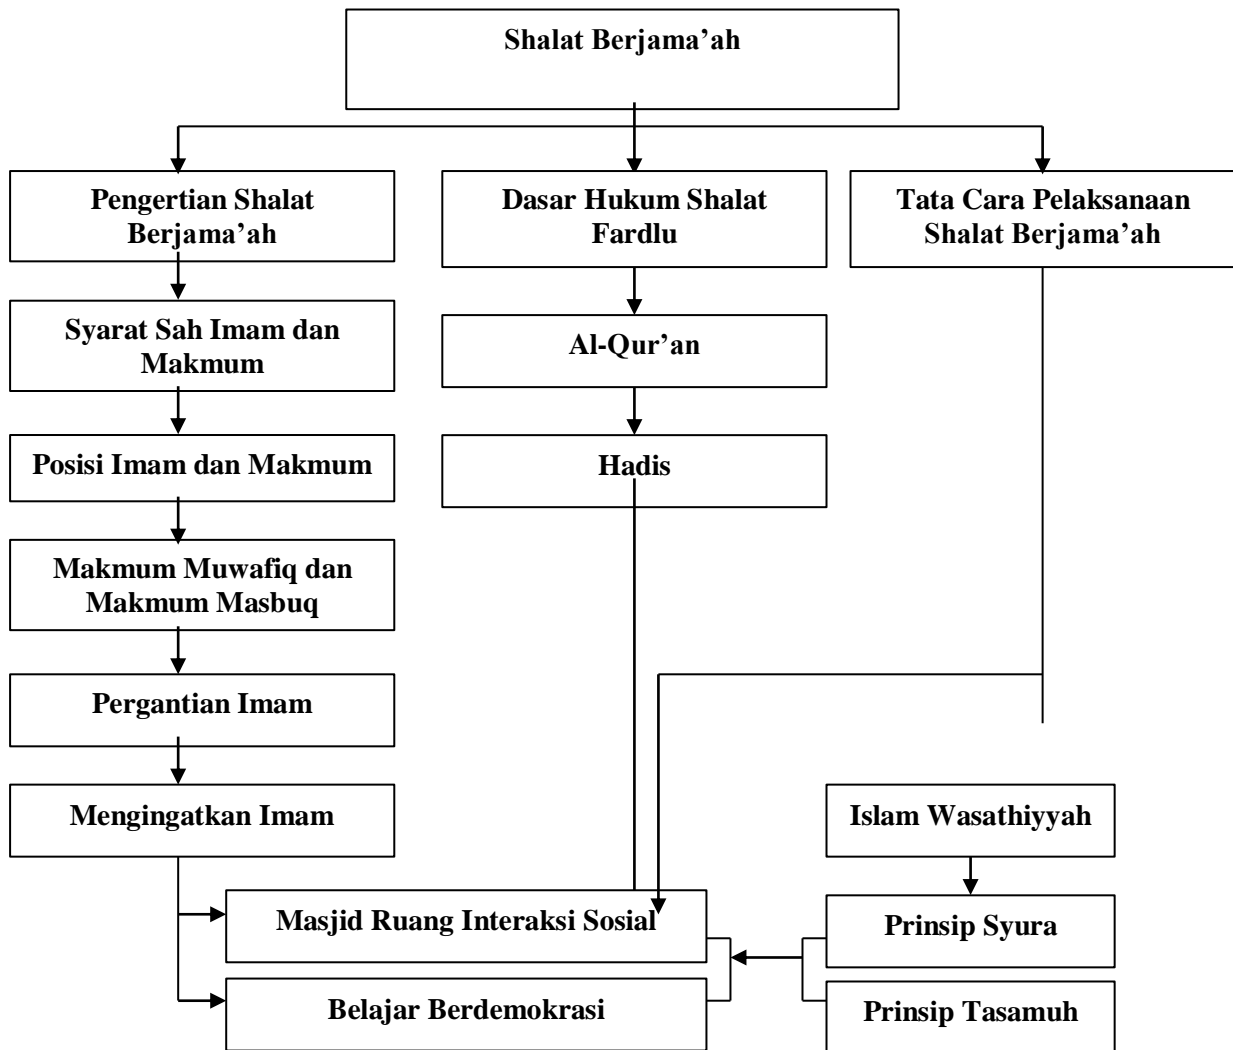 Shalat Berjama’ah
Pengertian Shalat
Berjama’ah
Dasar Hukum Shalat
Fardlu
Tata Cara Pelaksanaan
Shalat Berjama’ah
Syarat Sah Imam dan
Makmum
Al-Qur’an
Posisi Imam dan Makmum
Hadis
Makmum Muwafiq dan
Makmum Masbuq
Pergantian Imam
Mengingatkan Imam
Islam Wasathiyyah
Masjid Ruang Interaksi Sosial
Prinsip Syura
Belajar Berdemokrasi
Prinsip Tasamuh